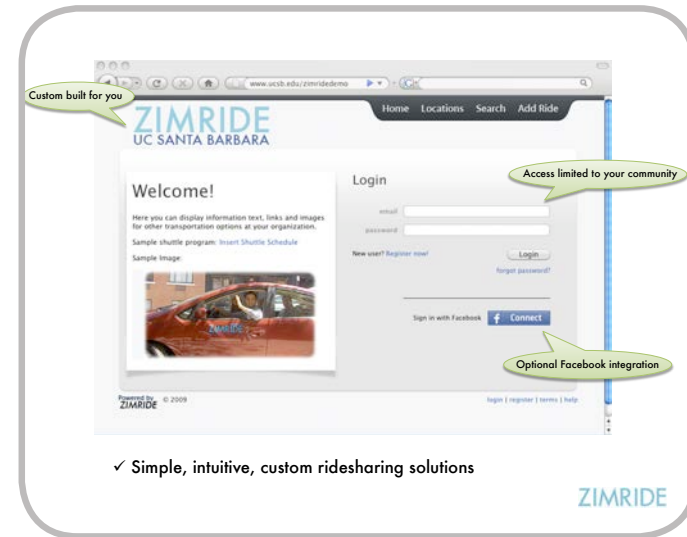 www.ucsb.edu/zimridedemo
Custom built for you
Home Locations Search Add Ride
ZIMRIDE
UC SANTA BARBARA
Welcome!
Here you can display information text, links and images
for other transportation options at your organization.
Sample shuttle program: Insert Shuttle Schedule
Sample Image:
ZIMRIDE
Login
Access limited to your community
email
password
New user? Register now!
Login
forgot password?
Sign in with Facebook
f Connect
Optional Facebook integration
Powered by
ZIMRIDE © 2009
login | register | terms | help
✓ Simple, intuitive, custom ridesharing solutions
ZIMRIDE